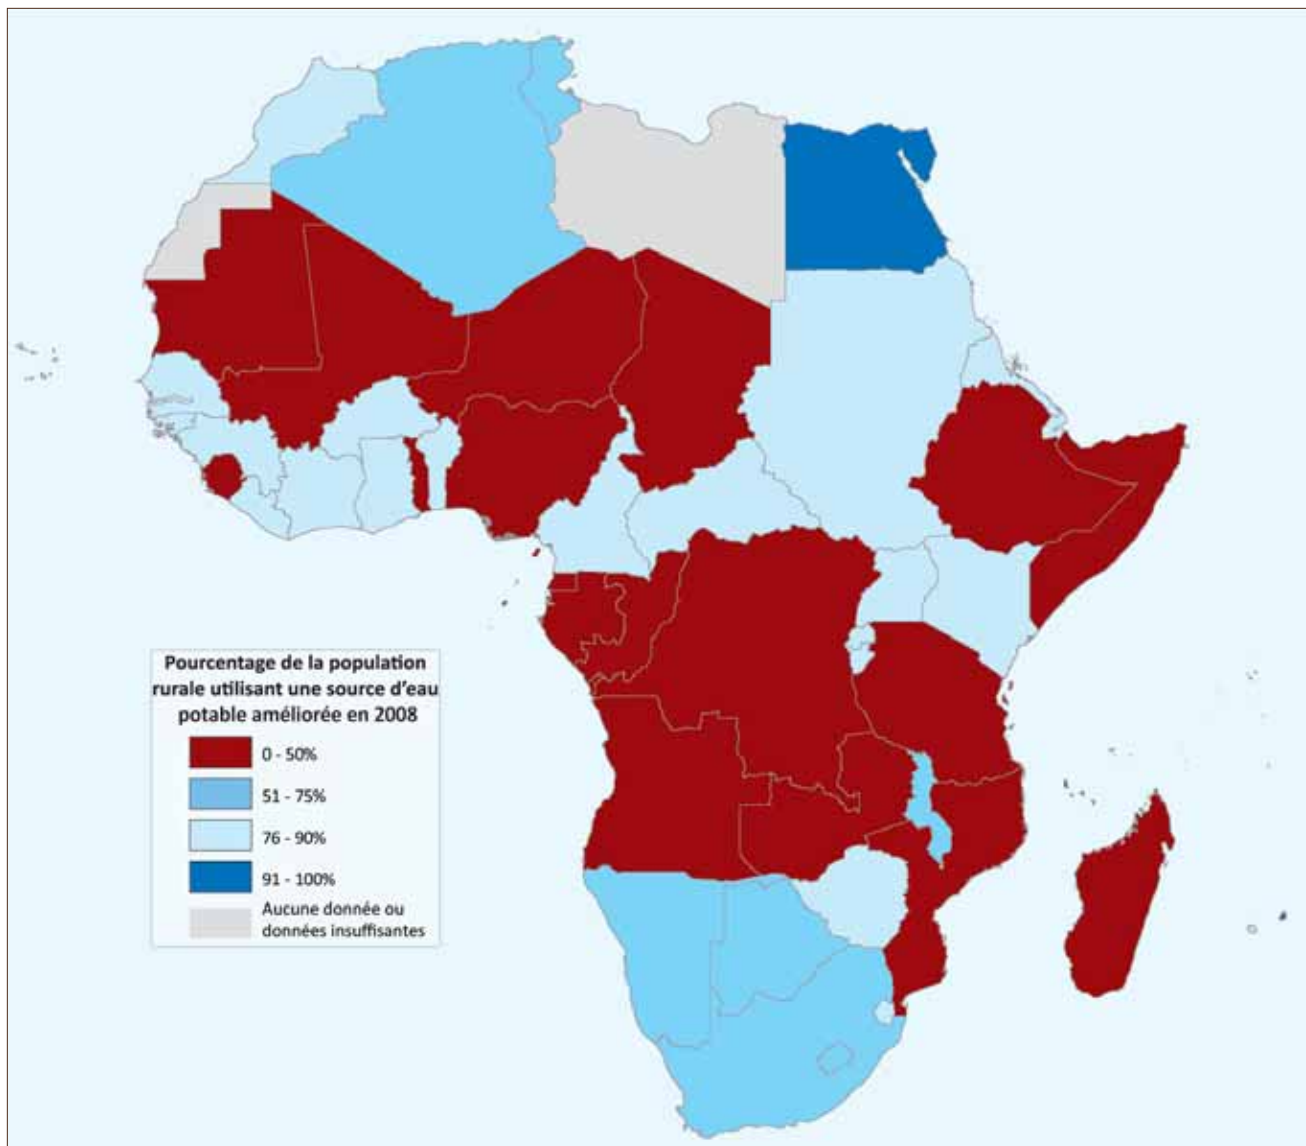 Pourcentage de la population
rurale utilisant une source d’eau
potable améliorée en 2008
0 - 50%
51 - 75%
76 - 90%
91 - 100%
Aucune donnée ou
données insuffisantes